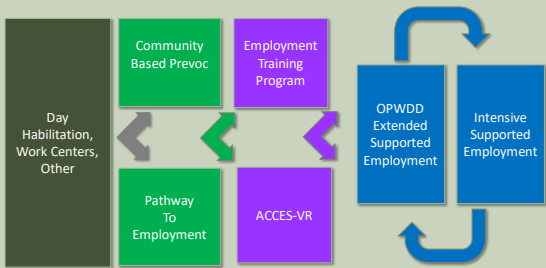 Day
Habilitation,
Work Centers,
Other
Community
Based Prevoc
Pathway
To
Employment
Employment
Training
Program
ACCES-VR
OPWDD
Extended
Supported
Employment
Intensive
Supported
Employment